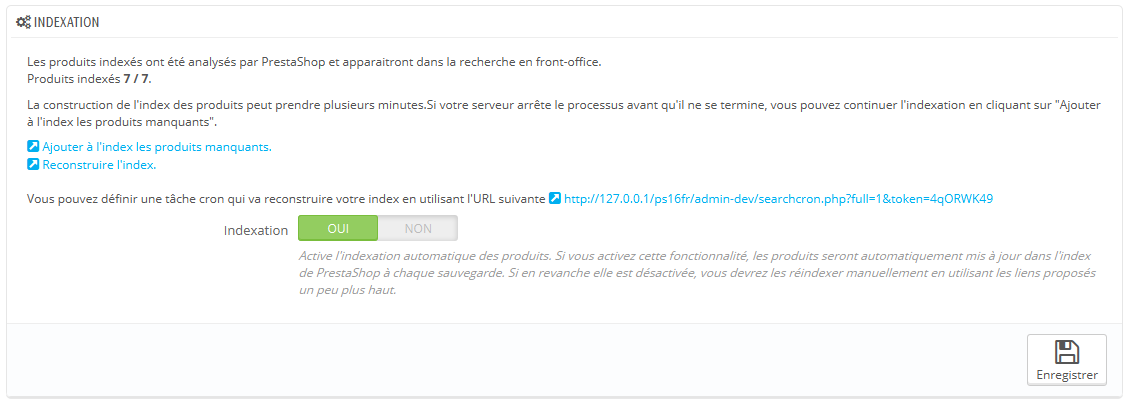 INDEXATION
Les produits indexés ont été analysés par PrestaShop et apparaitront dans la recherche en front-office.
Produits indexés 7 / 7.
La construction de l'index des produits peut prendre plusieurs minutes.Si votre serveur arrête le processus avant qu'il ne se termine, vous pouvez continuer l'indexation en cliquant sur "Ajouter
à l'index les produits manquants".
Ajouter à l'index les produits manquants.
Reconstruire l'index.
Vous pouvez définir une tâche cron qui va reconstruire votre index en utilisant l'URL suivante http://127.0.0.1/ps16fr/admin-dev/searchcron.php?full=1&token=4qORWK49
Indexation OUI NON
Active l'indexation automatique des produits. Si vous activez cette fonctionnalité, les produits seront automatiquement mis à jour dans l'index
de PrestaShop à chaque sauvegarde. Si en revanche elle est désactivée, vous devrez les réindexer manuellement en utilisant les liens proposés
un peu plus haut.
Enregistrer